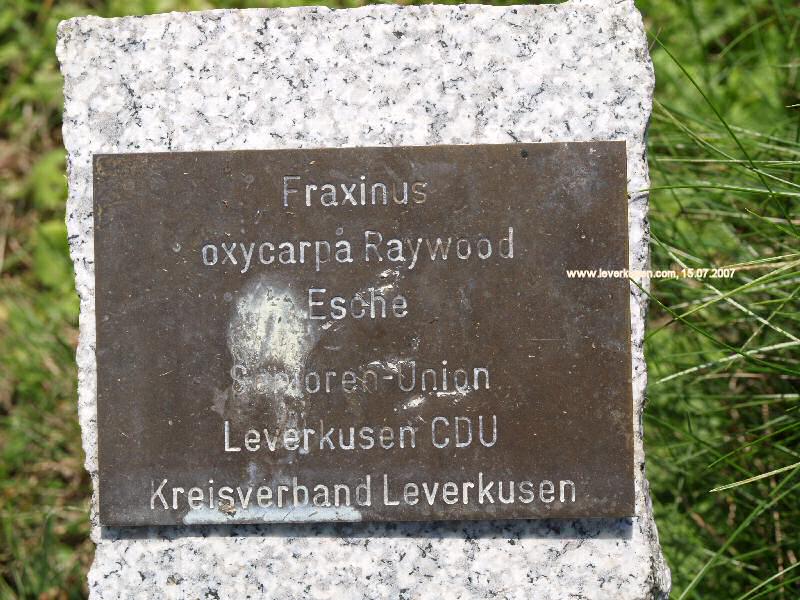 Fraxinus
oxycarpa Raywood
Esche
Senioren-Union
Leverkusen CDU
Kreisverband Leverkusen
www.leverkusen.com, 15.07.2007